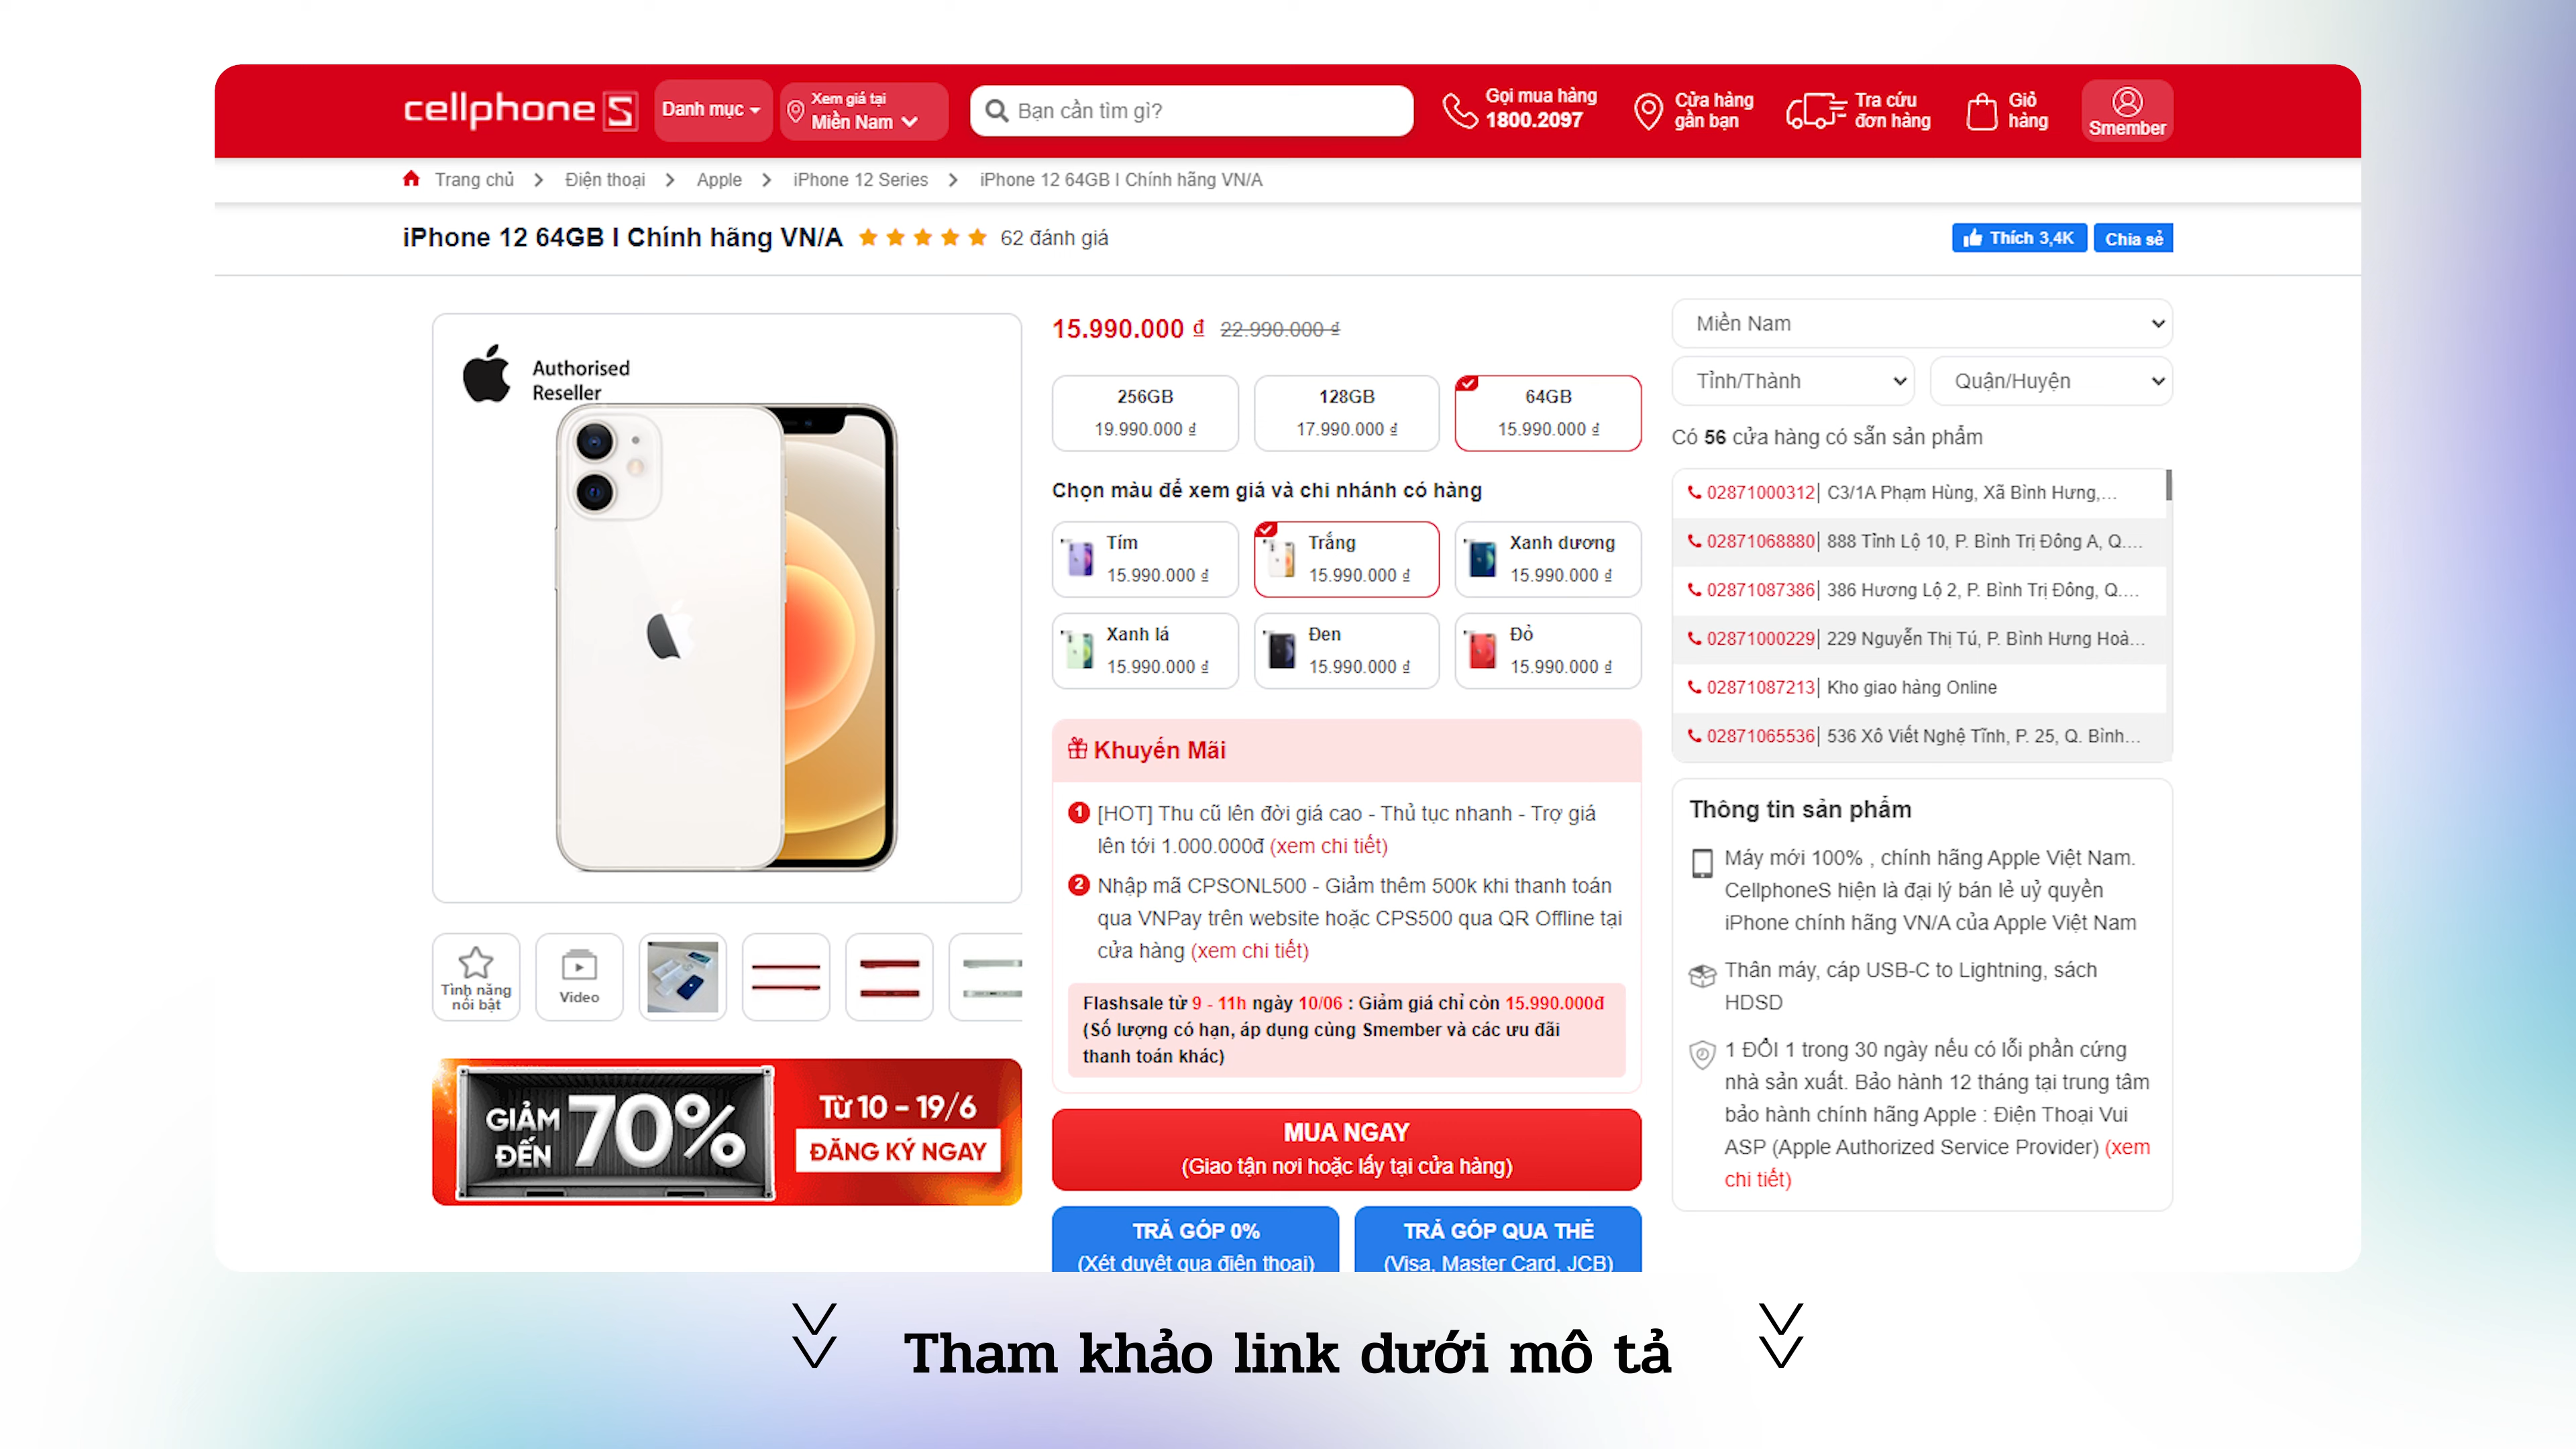 cellphoneS
Danh mục
Xem giá tại
Miền Nam
Bạn cần tìm gì?
Gọi mua hàng
1800.2097
Cửa hàng
gần bạn
Tra cứu
đơn hàng
Giỏ
hàng
Smember
Trang chủ
Điện thoại
Apple
iPhone 12 Series
iPhone 12 64GB I Chính hãng VN/A
iPhone 12 64GB I Chính hãng VN/A
62 đánh giá
Thích 3,4K
Chia sẻ
Authorised
Reseller
Tính năng
nổi bật
Video
GIẢM
ĐẾN
70%
Từ 10 - 19/6
ĐĂNG KÝ NGAY
15.990.000 ₫ 22.990.000 ₫
256GB
19.990.000 ₫
128GB
17.990.000 ₫
64GB
15.990.000 ₫
Chọn màu để xem giá và chi nhánh có hàng
Tím
15.990.000 ₫
Trắng
15.990.000 ₫
Xanh dương
15.990.000 ₫
Xanh lá
15.990.000 ₫
Đen
15.990.000 ₫
Đỏ
15.990.000 ₫
Khuyến Mãi
1 [HOT] Thu cũ lên đời giá cao - Thủ tục nhanh - Trợ giá
lên tới 1.000.000đ (xem chi tiết)
2 Nhập mã CPSONL500 - Giảm thêm 500k khi thanh toán
qua VNPay trên website hoặc CPS500 qua QR Offline tại
cửa hàng (xem chi tiết)
Flashsale từ 9 - 11h ngày 10/06 : Giảm giá chỉ còn 15.990.000đ
(Số lượng có hạn, áp dụng cùng Smember và các ưu đãi
thanh toán khác)
MUA NGAY
(Giao tận nơi hoặc lấy tại cửa hàng)
TRẢ GÓP 0%
(Xét duyệt qua điện thoại)
TRẢ GÓP QUA THẺ
(Visa, Master Card, JCB)
Miền Nam
Tỉnh/Thành
Quận/Huyện
Có 56 cửa hàng có sẵn sản phẩm
02871000312| C3/1A Phạm Hùng, Xã Bình Hưng,...
02871068880| 888 Tỉnh Lộ 10, P. Bình Trị Đông A, Q....
02871087386| 386 Hương Lộ 2, P. Bình Trị Đông, Q....
02871000229| 229 Nguyễn Thị Tú, P. Bình Hưng Hoà...
02871087213| Kho giao hàng Online
02871065536| 536 Xô Viết Nghệ Tĩnh, P. 25, Q. Bình...
Thông tin sản phẩm
Máy mới 100% , chính hãng Apple Việt Nam.
CellphoneS hiện là đại lý bán lẻ uỷ quyền
iPhone chính hãng VN/A của Apple Việt Nam
Thân máy, cáp USB-C to Lightning, sách
HDSD
1 ĐỔI 1 trong 30 ngày nếu có lỗi phần cứng
nhà sản xuất. Bảo hành 12 tháng tại trung tâm
bảo hành chính hãng Apple : Điện Thoại Vui
ASP (Apple Authorized Service Provider) (xem
chi tiết)
Tham khảo link dưới mô tả